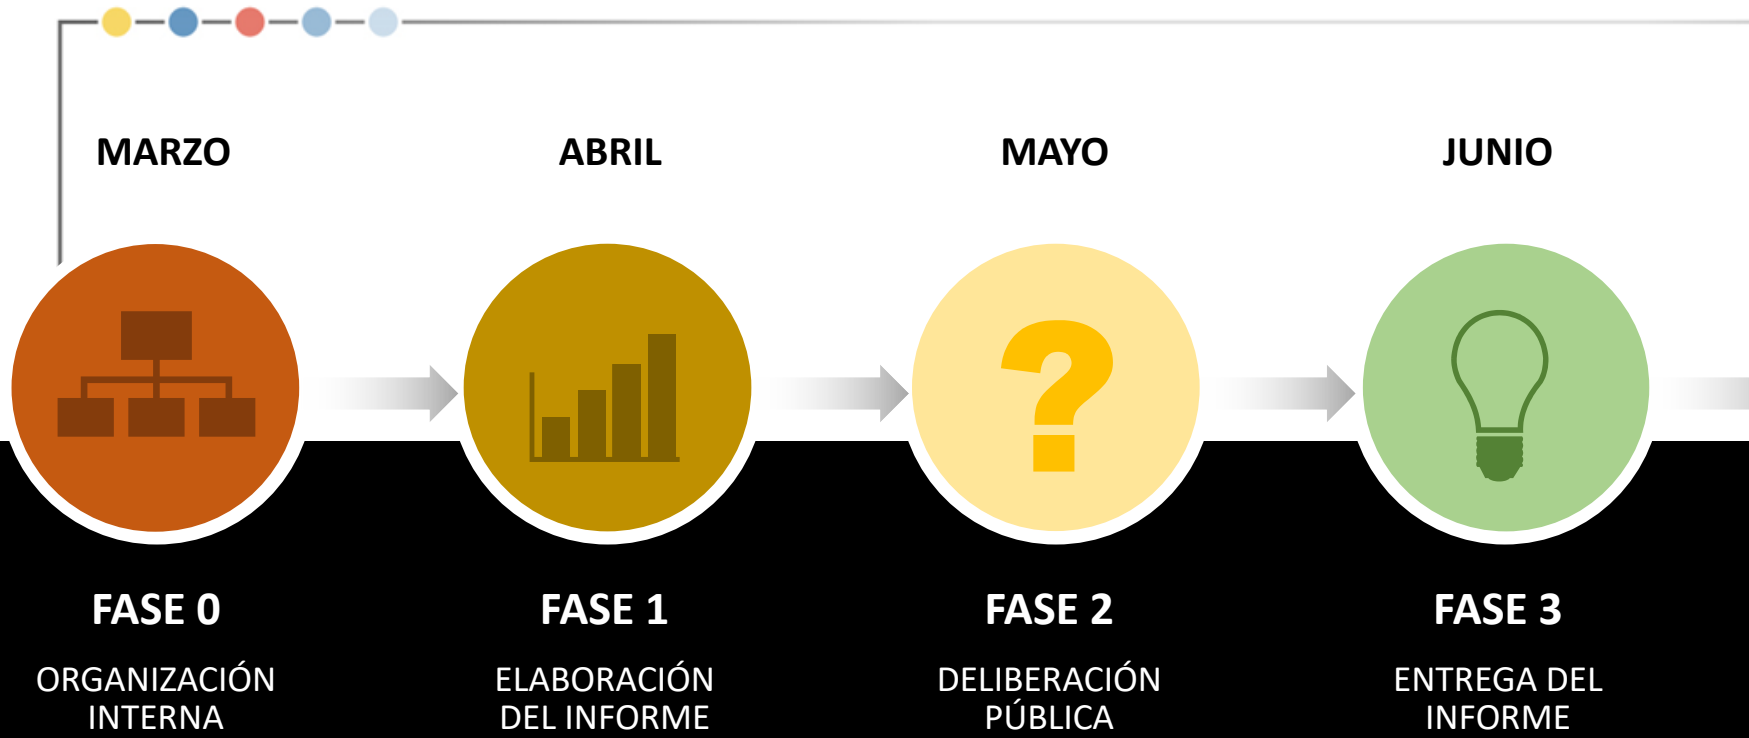 MARZO
ABRIL
MAYO
JUNIO
?
FASE 0
ORGANIZACIÓN
INTERNA
FASE 1
ELABORACIÓN
DEL INFORME
FASE 2
DELIBERACIÓN
PÚBLICA
FASE 3
ENTREGA DEL
INFORME